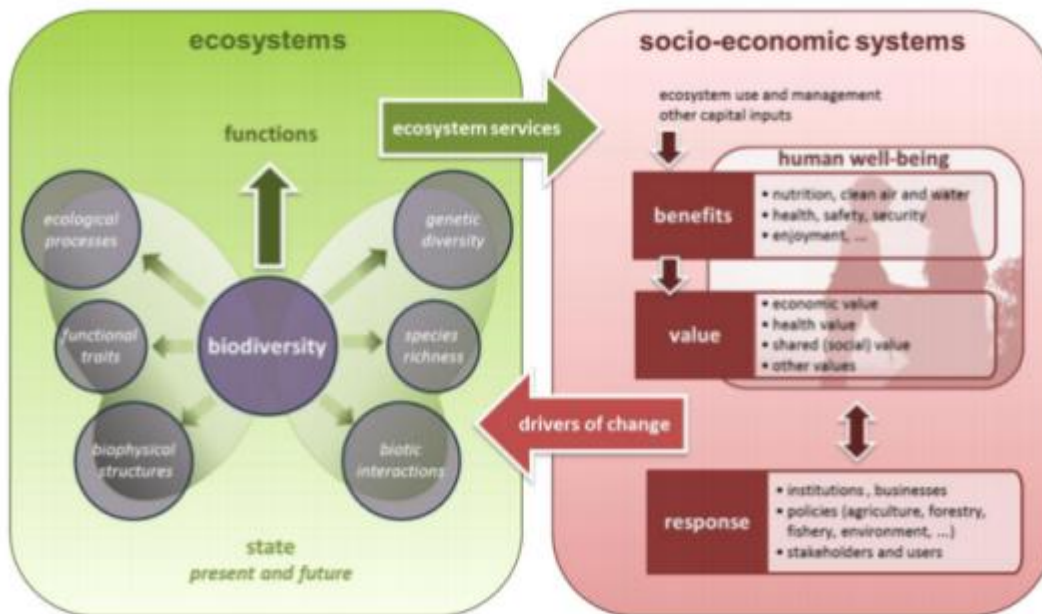 ecosystems
functions
ecological
processes
genetic
diversity
functional
traits
biodiversity
species
richness
biophysical
structures
biotic
interactions
state
present and future
ecosystem services
drivers of change
socio-economic systems
ecosystem use and management
other capital inputs
human well-being
benefits
• nutrition, clean air and water
• health, safety, security
• enjoyment, ...
value
• economic value
• health value
• shared (social) value
• other values
response
• institutions , businesses
• policies (agriculture, forestry,
fishery, environment, ...)
• stakeholders and users